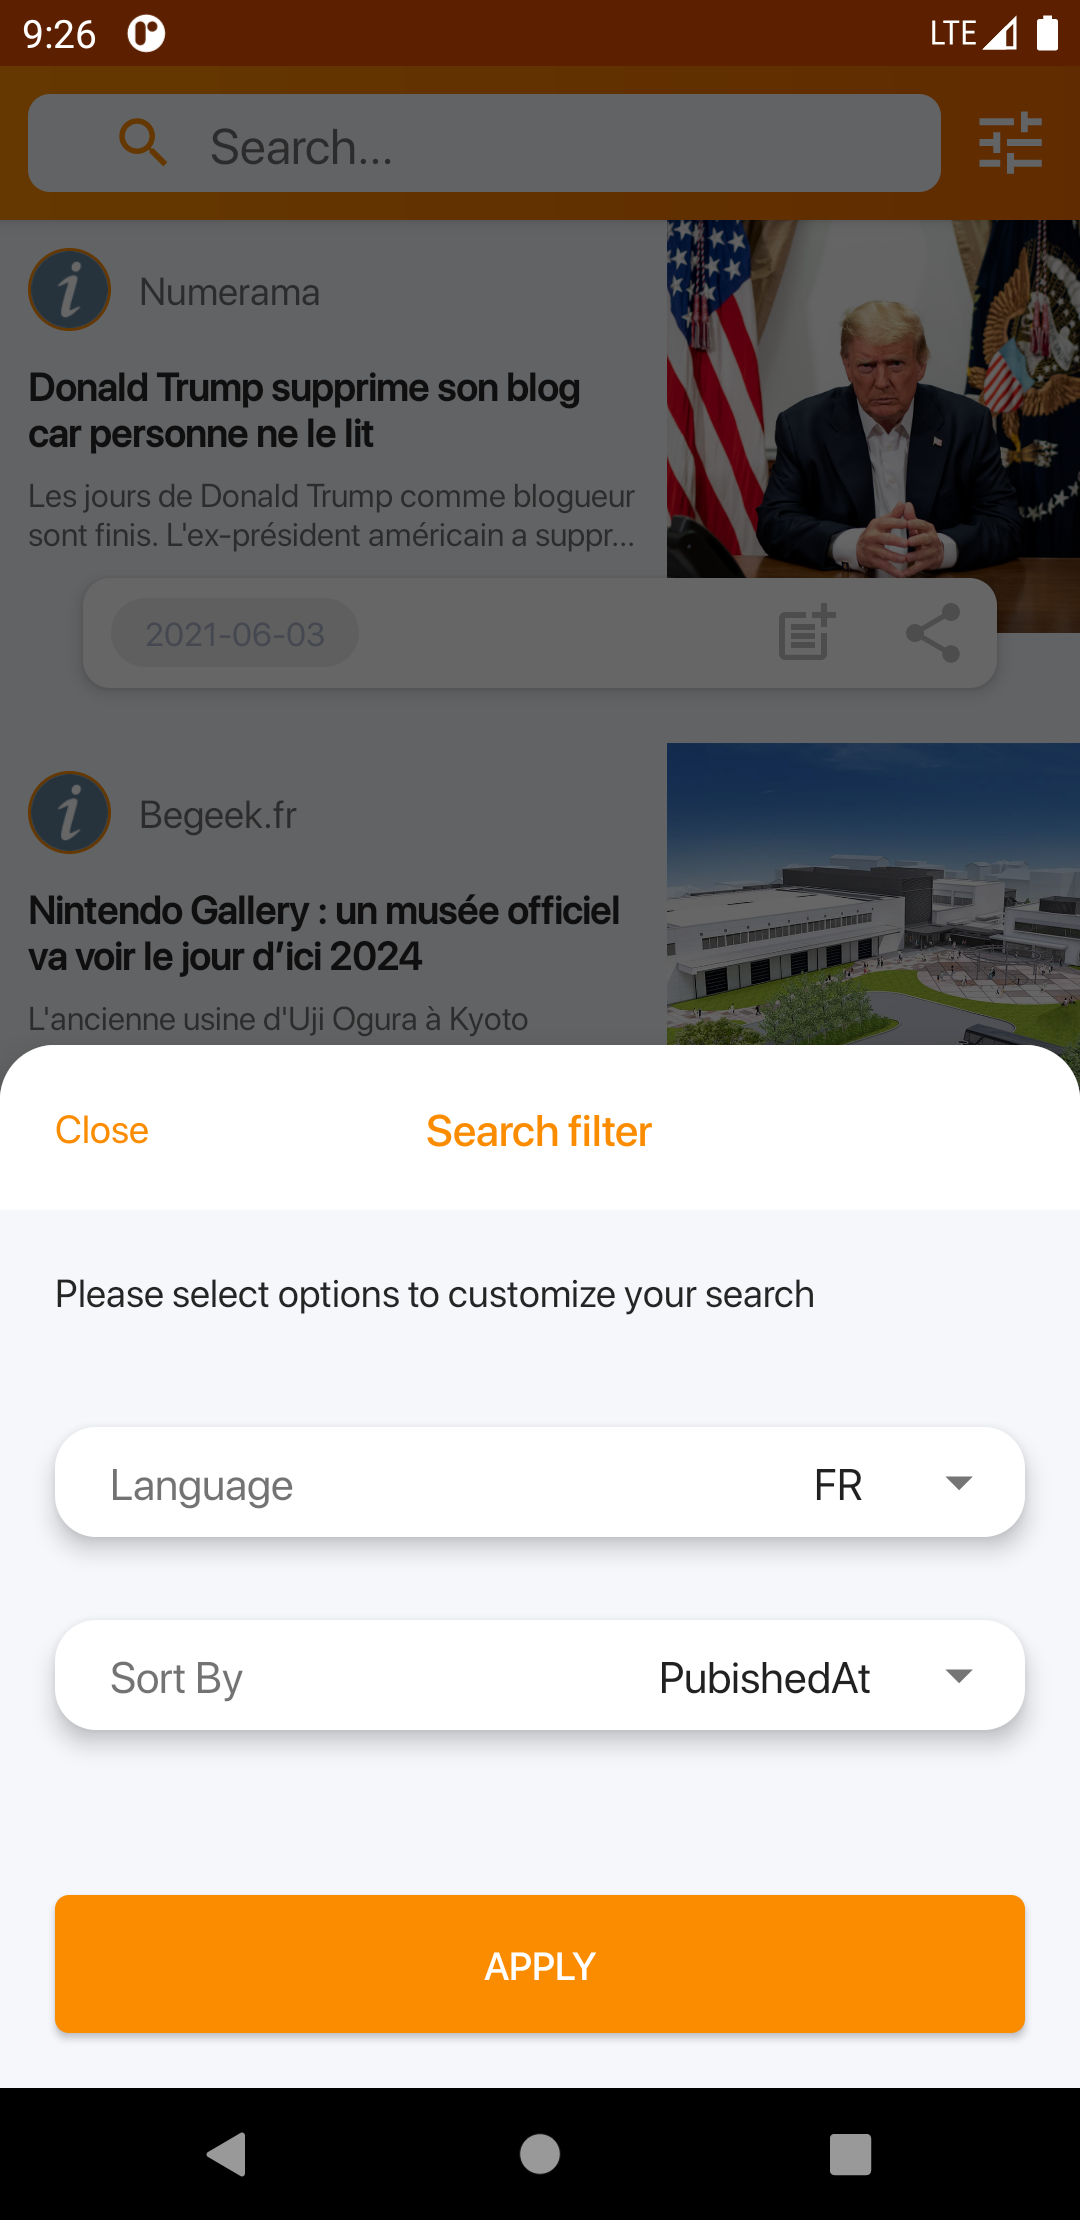 9:26
LTE
Search...
Numerama
Donald Trump supprime son blog
car personne ne le lit
Les jours de Donald Trump comme blogueur
sont finis. L'ex-président américain a suppr...
2021-06-03
Begeek.fr
Nintendo Gallery : un musée officiel
va voir le jour d’ici 2024
L'ancienne usine d'Uji Ogura à Kyoto
Close
Search filter
Please select options to customize your search
Language
FR
Sort By
PubishedAt
APPLY